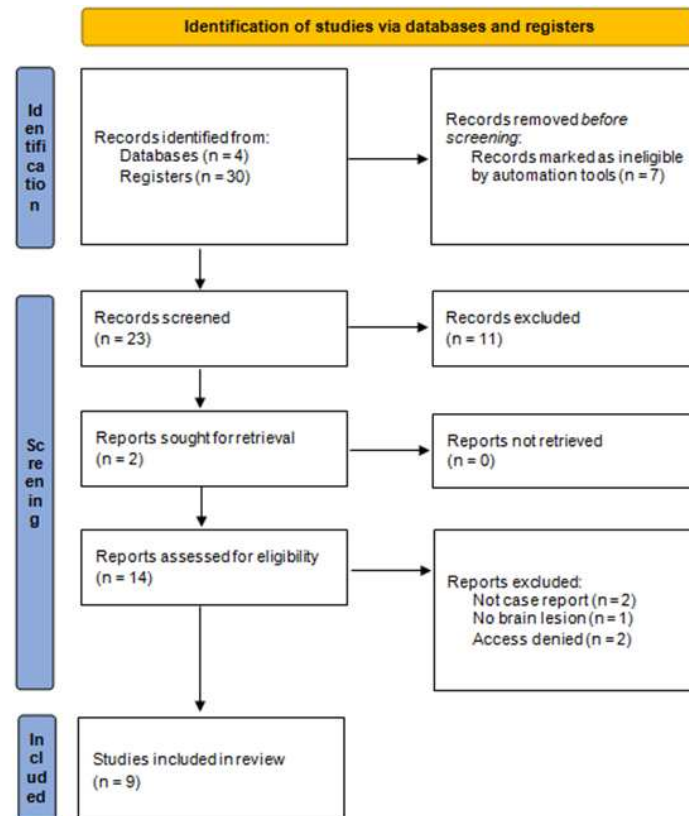 Identification of studies via databases and registers
Id
en
tifi
ca
tio
n
Records identified from:
Databases (n = 4)
Registers (n = 30)
Records removed before
screening:
Records marked as ineligible
by automation tools (n = 7)
Sc
re
en
in
g
Records screened
(n = 23)
Records excluded
(n = 11)
Reports sought for retrieval
(n = 2)
Reports not retrieved
(n = 0)
Reports assessed for eligibility
(n = 14)
Reports excluded:
Not case report (n = 2)
No brain lesion (n = 1)
Access denied (n = 2)
In
cl
ud
ed
Studies included in review
(n = 9)